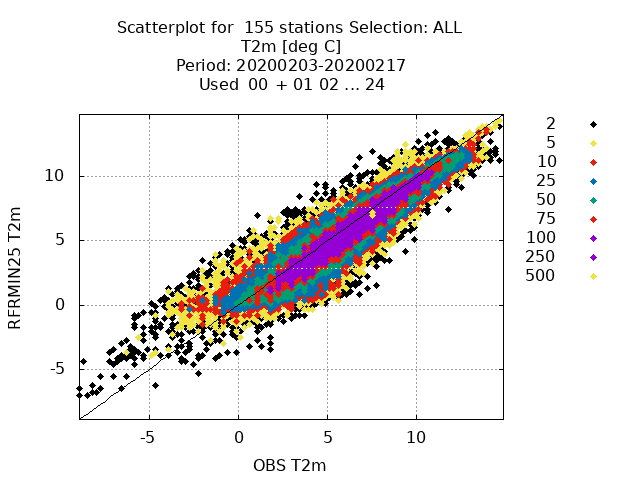 Scatterplot for  155 stations Selection: ALL
T2m [deg C]
Period: 20200203-20200217
Used  00 + 01 02 ... 24
2
5
10
25
50
75
100
250
500
10
5
0
-5
RFRMIN25 T2m
-5
0
5
10
OBS T2m